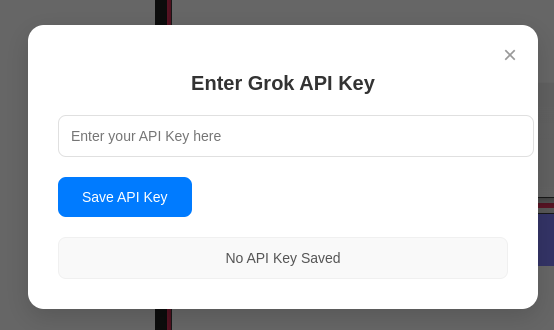 ×
Enter Grok API Key
Enter your API Key here
Save API Key
No API Key Saved